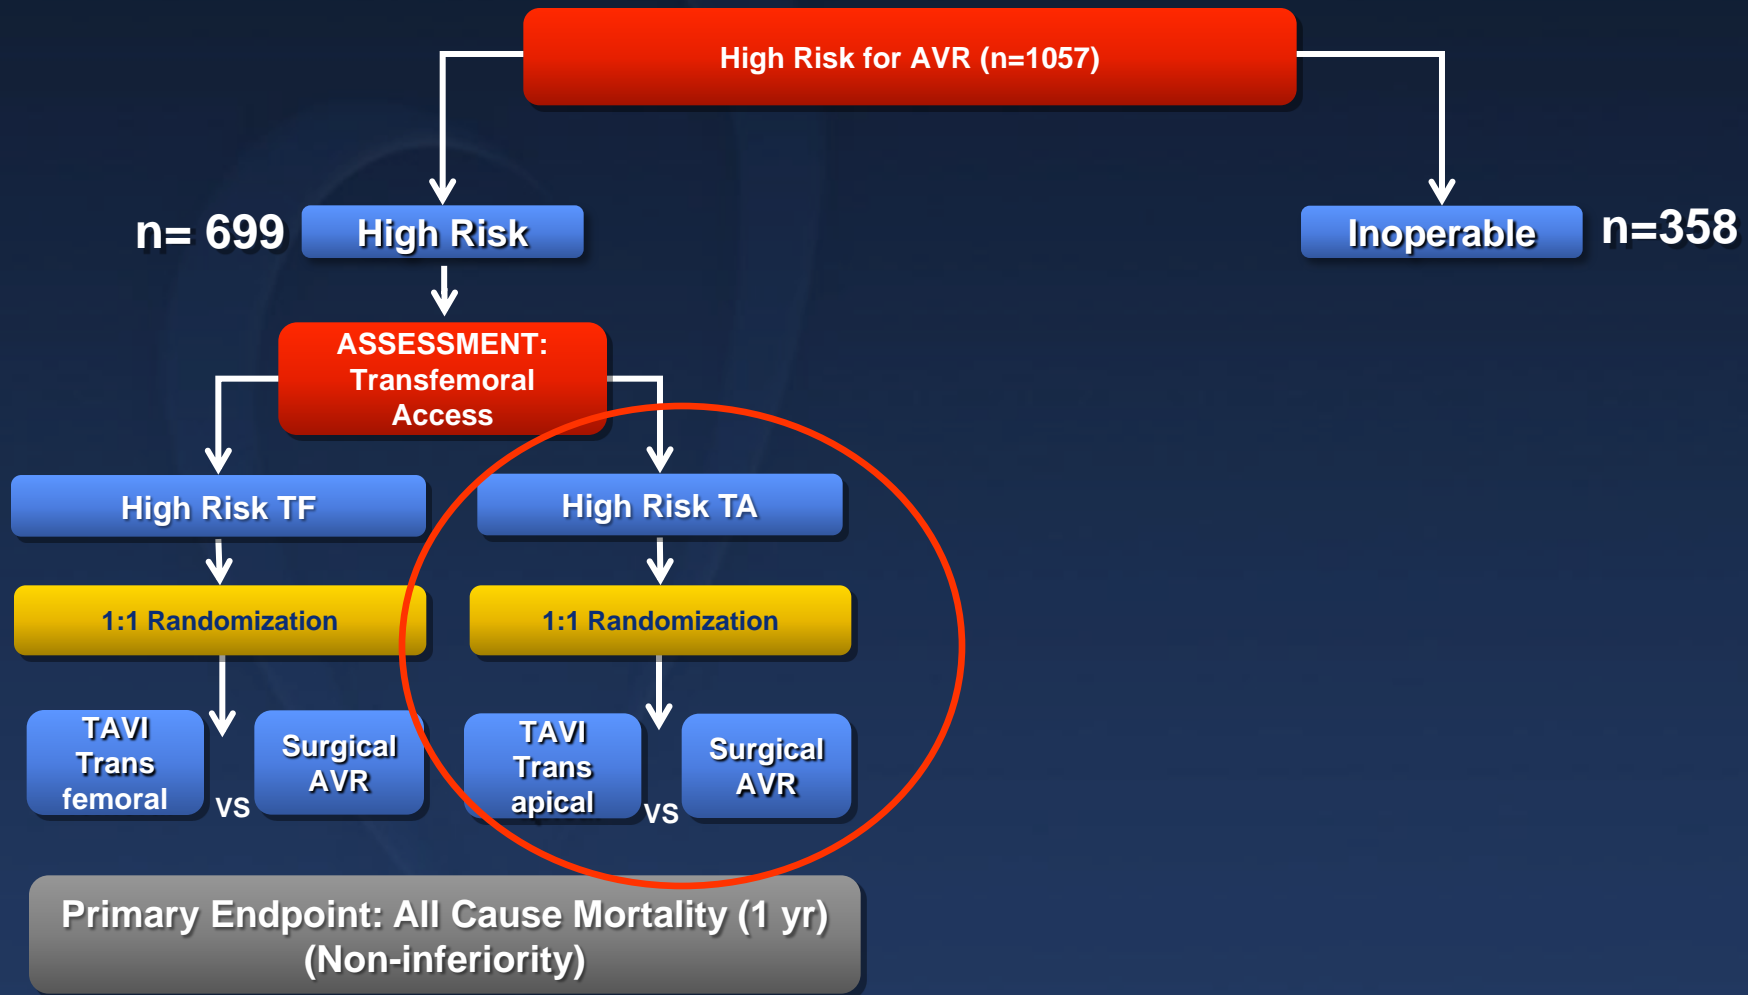 High Risk for AVR (n=1057)
n= 699
High Risk
Inoperable
n=358
ASSESSMENT:
Transfemoral
Access
High Risk TF
High Risk TA
1:1 Randomization
1:1 Randomization
TAVI
Trans
femoral
VS
Surgical
AVR
TAVI
Trans
apical
VS
Surgical
AVR
Primary Endpoint: All Cause Mortality (1 yr)
(Non-inferiority)